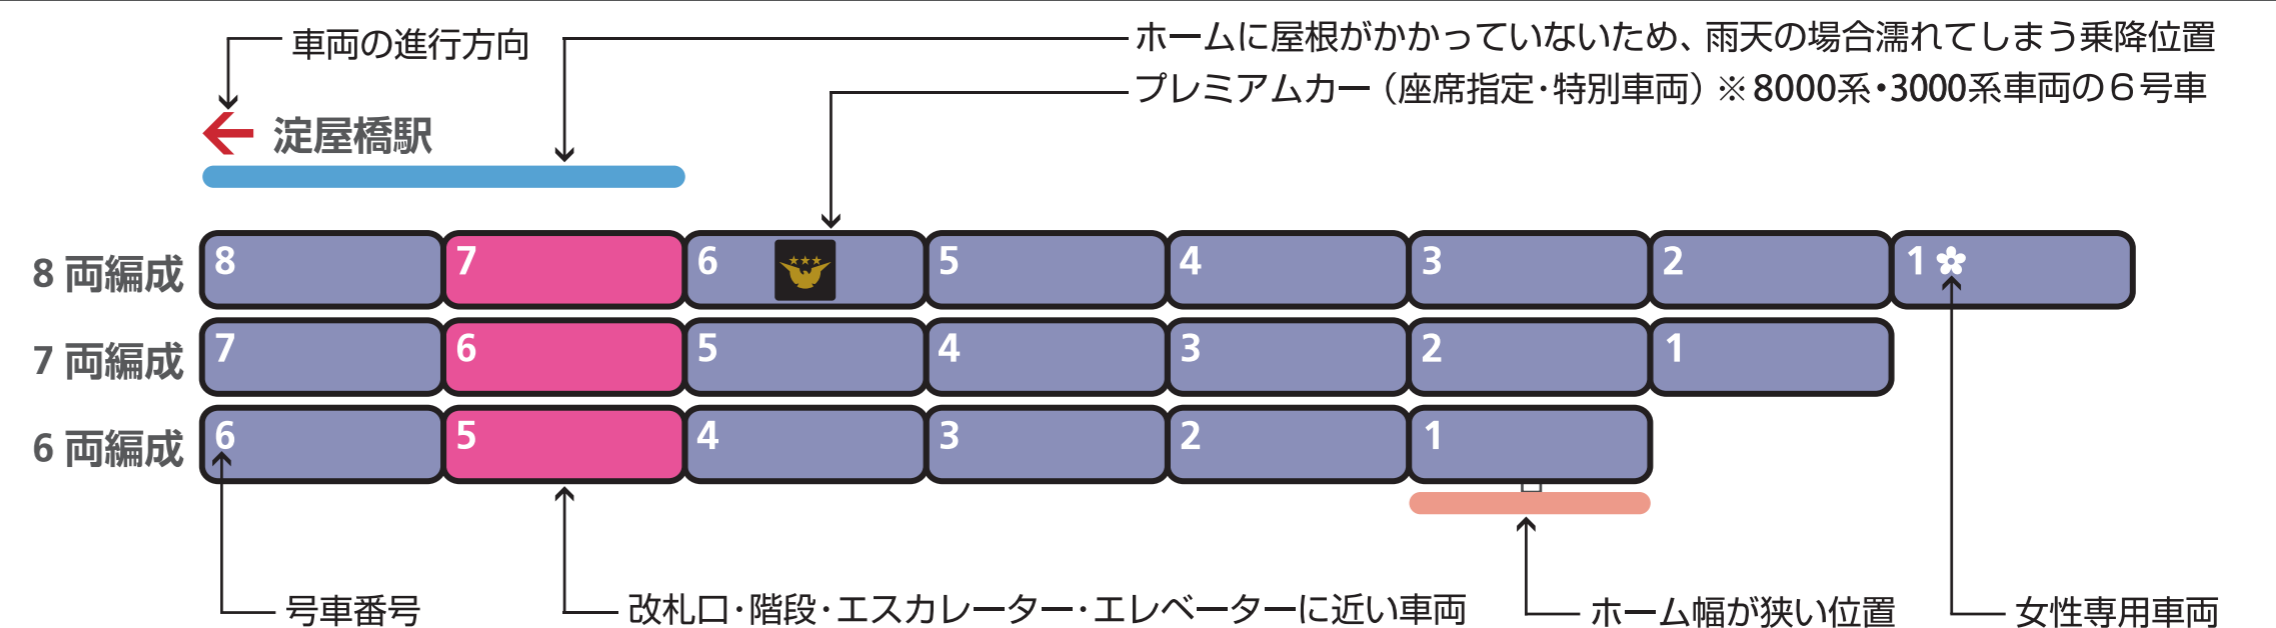 車両の進行方向
ホームに屋根がかかっていないため、雨天の場合濡れてしまう乗降位置
プレミアムカー（座席指定・特別車両）※8000系・3000系車両の６号車
淀屋橋駅
8 両編成 8 7 6 5 4 3 2 1
7 両編成 7 6 5 4 3 2 1
6 両編成 6 5 4 3 2 1
号車番号
改札口・階段・エスカレーター・エレベーターに近い車両
ホーム幅が狭い位置
女性専用車両